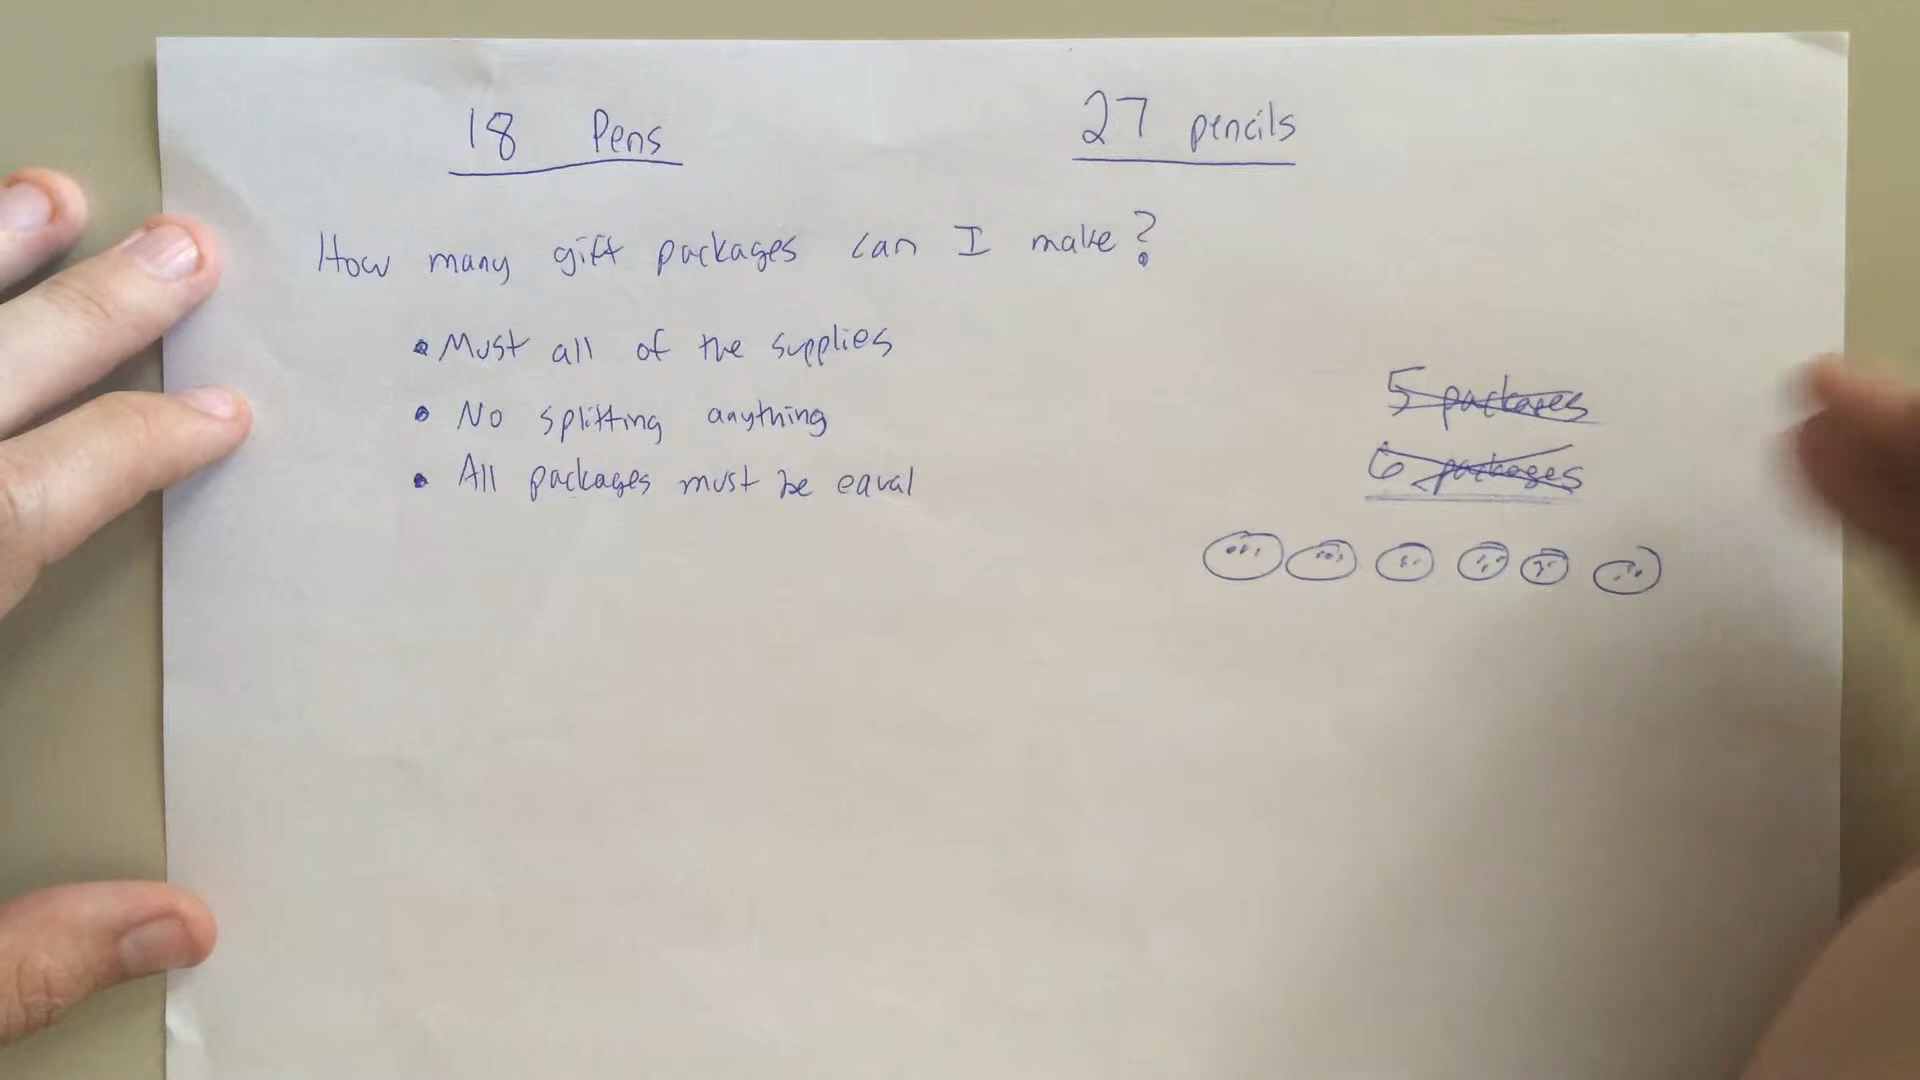 18 Pens
27 pencils
How many gift packages can I make?
• Must all of the supplies
• No splitting anything
• All packages must be equal
5 packages
6 packages